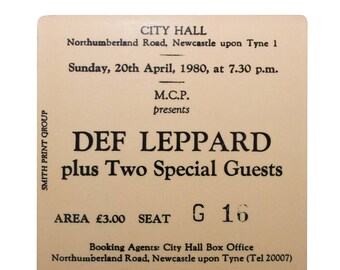 CITY HALL
Northumberland Road, Newcastle upon Tyne 1
Sunday, 20th April, 1980, at 7.30 p.m.
M.C.P.
presents
DEF LEPPARD
plus Two Special Guests
AREA £3.00 SEAT G 16
Booking Agents: City Hall Box Office
Northumberland Road, Newcastle upon Tyne (Tel 20007)
SMITH PRINT GROUP